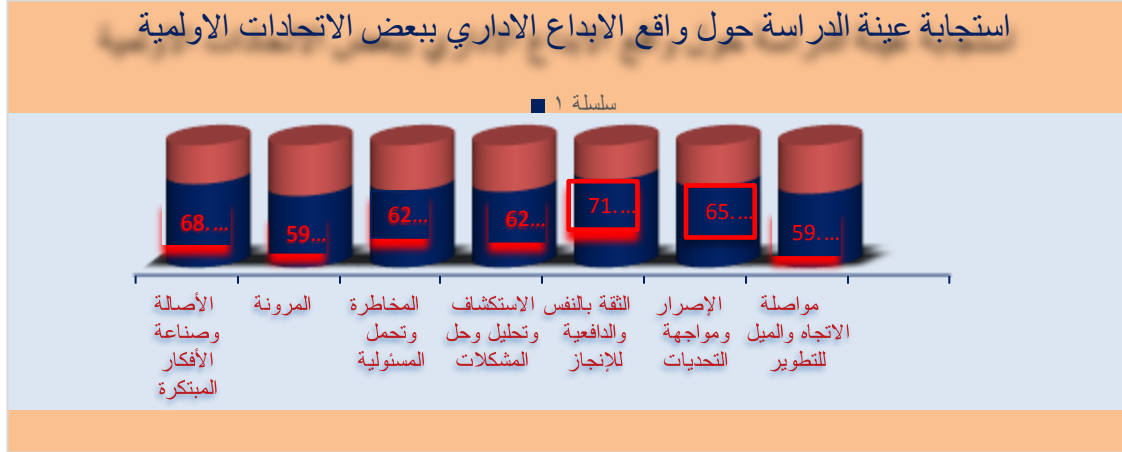 استجابة عينة الدراسة حول واقع الابداع الاداري ببعض الاتحادات الاولمبية
سلسلة ١
68....
59...
62...
62...
71....
65....
59....
الأصالة
وصناعة
الأفكار
المبتكرة
المرونة
المخاطرة
وتحمل
المسئولية
الاستكشاف
وتحليل وحل
المشكلات
الثقة بالنفس
والدافعية
للإنجاز
الإصرار
ومواجهة
التحديات
مواصلة
الاتجاه والميل
للتطوير